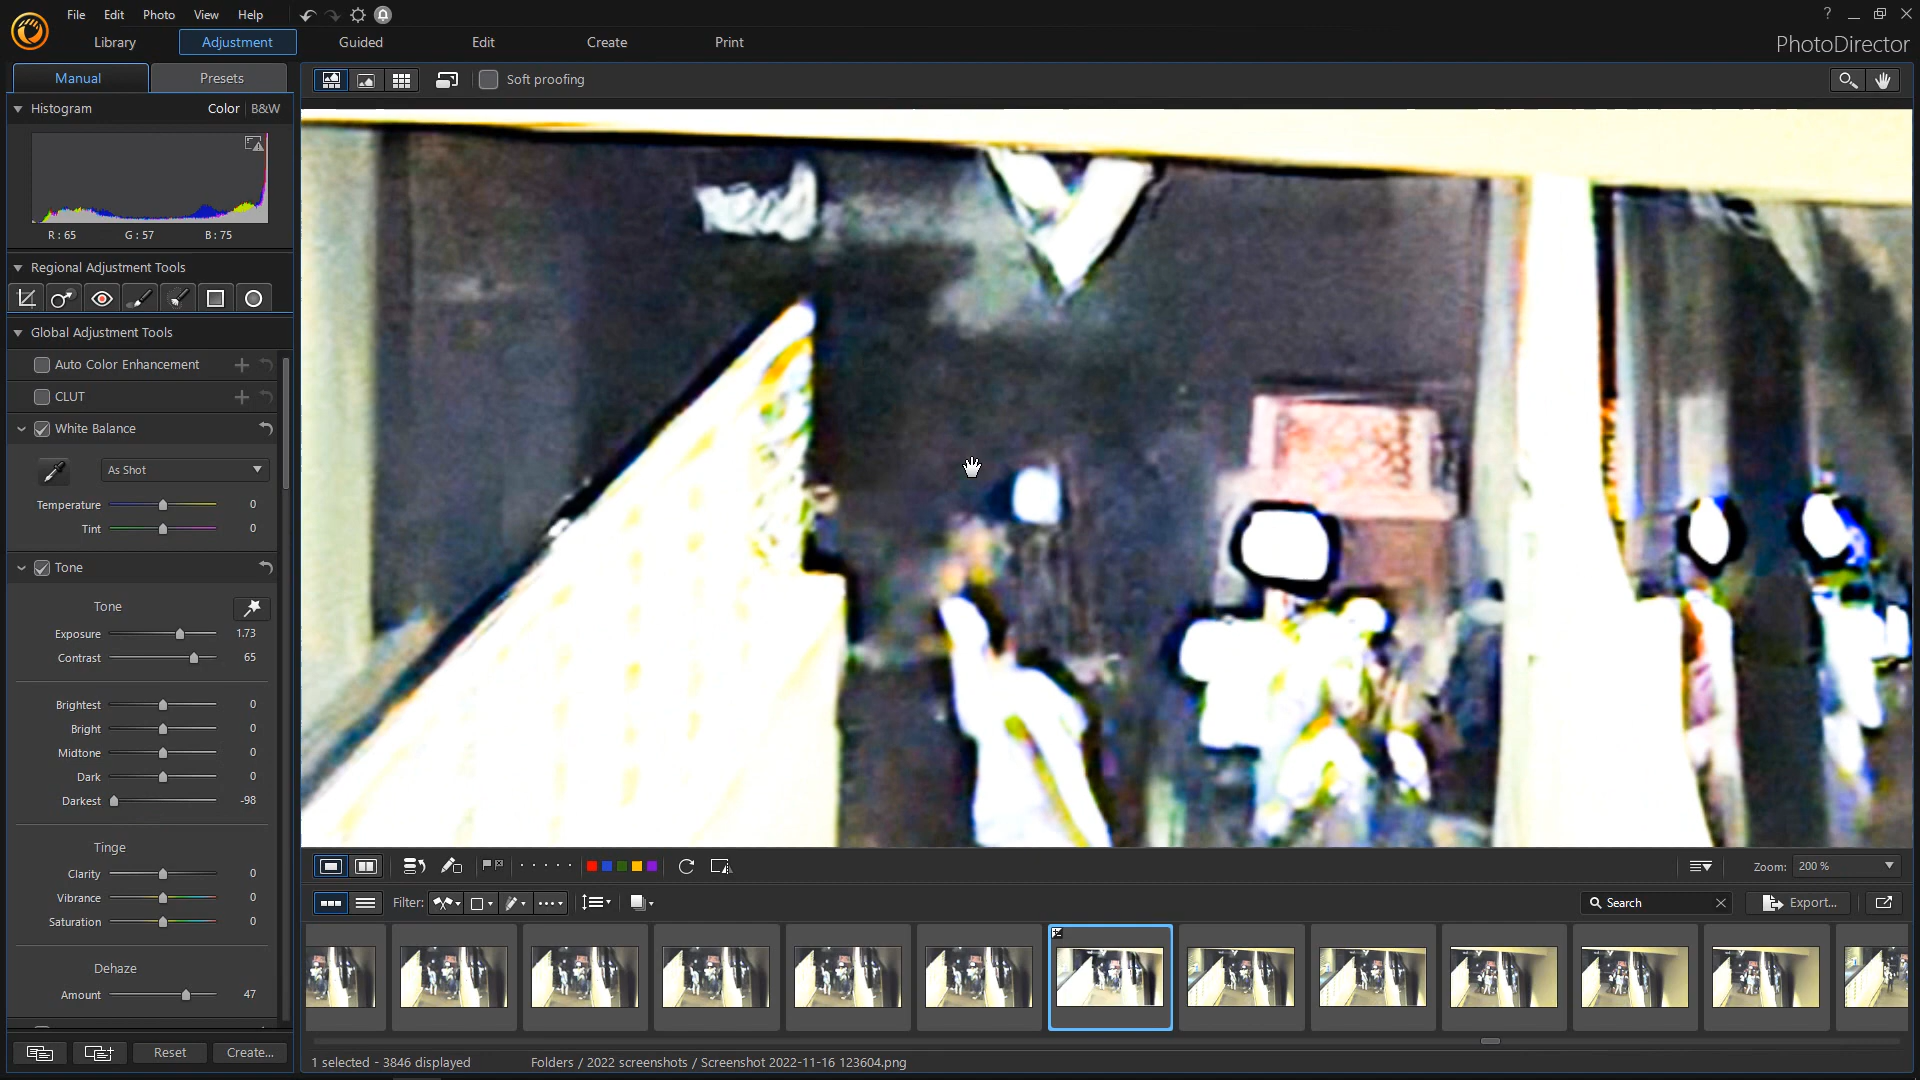 File Edit Photo View Help
?
Library Adjustment Guided Edit Create Print
PhotoDirector
Manual Presets
Soft proofing
Histogram Color | B&W
R : 65 G : 57 B : 75
Regional Adjustment Tools
Global Adjustment Tools
Auto Color Enhancement
CLUT
White Balance
As Shot
Temperature 0
Tint 0
Tone
Tone
Exposure 1.73
Contrast 65
Brightest 0
Bright 0
Midtone 0
Dark 0
Darkest -98
Tinge
Clarity 0
Vibrance 0
Saturation 0
Dehaze
Amount 47
Reset Create...
Zoom: 200 %
Filter:
Search
Export...
1 selected - 3846 displayed
Folders / 2022 screenshots / Screenshot 2022-11-16 123604.png